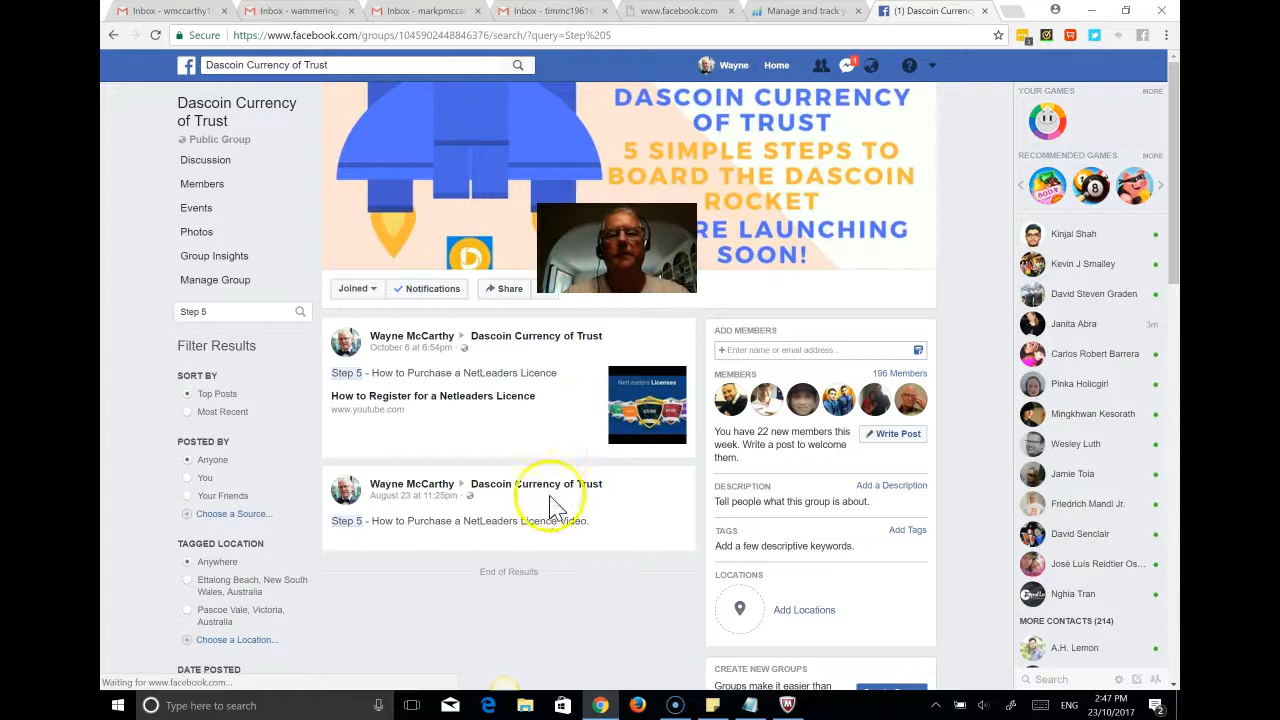 Inbox - wmccarthy1
Inbox - wammering
Inbox - markpmcca
Inbox - timmc1961
www.facebook.com
Manage and track y
(1) Dascoin Currency
Secure
https://www.facebook.com/groups/1045902448846376/search/?query=Step%205
Dascoin Currency of Trust
Wayne
Home
1
Dascoin Currency
of Trust
Public Group
Discussion
Members
Events
Photos
Group Insights
Manage Group
Step 5
Filter Results
SORT BY
Top Posts
Most Recent
POSTED BY
Anyone
You
Your Friends
Choose a Source...
TAGGED LOCATION
Anywhere
Ettalong Beach, New South
Wales, Australia
Pascoe Vale, Victoria,
Australia
Choose a Location...
DATE POSTED
Waiting for www.facebook.com...
DASCOIN CURRENCY
OF TRUST
5 SIMPLE STEPS TO
BOARD THE DASCOIN
ROCKET
RE LAUNCHING
SOON!
Joined
Notifications
Share
Wayne McCarthy
Dascoin Currency of Trust
October 6 at 6:54pm
Step 5 - How to Purchase a NetLeaders Licence
How to Register for a Netleaders Licence
www.youtube.com
NetLeaders Licenses
Wayne McCarthy
Dascoin Currency of Trust
August 23 at 11:25pm
Step 5 - How to Purchase a NetLeaders Licence Video.
End of Results
ADD MEMBERS
+ Enter name or email address...
MEMBERS
196 Members
You have 22 new members this
week. Write a post to welcome
them.
Write Post
DESCRIPTION
Add a Description
Tell people what this group is about.
TAGS
Add Tags
Add a few descriptive keywords.
LOCATIONS
Add Locations
CREATE NEW GROUPS
Groups make it easier than
YOUR GAMES
MORE
RECOMMENDED GAMES
MORE
Kinjal Shah
Kevin J Smalley
David Steven Graden
Janita Abra
3m
Carlos Robert Barrera
Pinka Holicgirl
Mingkhwan Kesorath
Wesley Luth
Jamie Toia
Friedrich Mandl Jr.
David Senclair
José Luís Reidtler Os...
Nghia Tran
MORE CONTACTS (214)
A.H. Lemon
Search
Type here to search
ENG
2:47 PM
23/10/2017
2